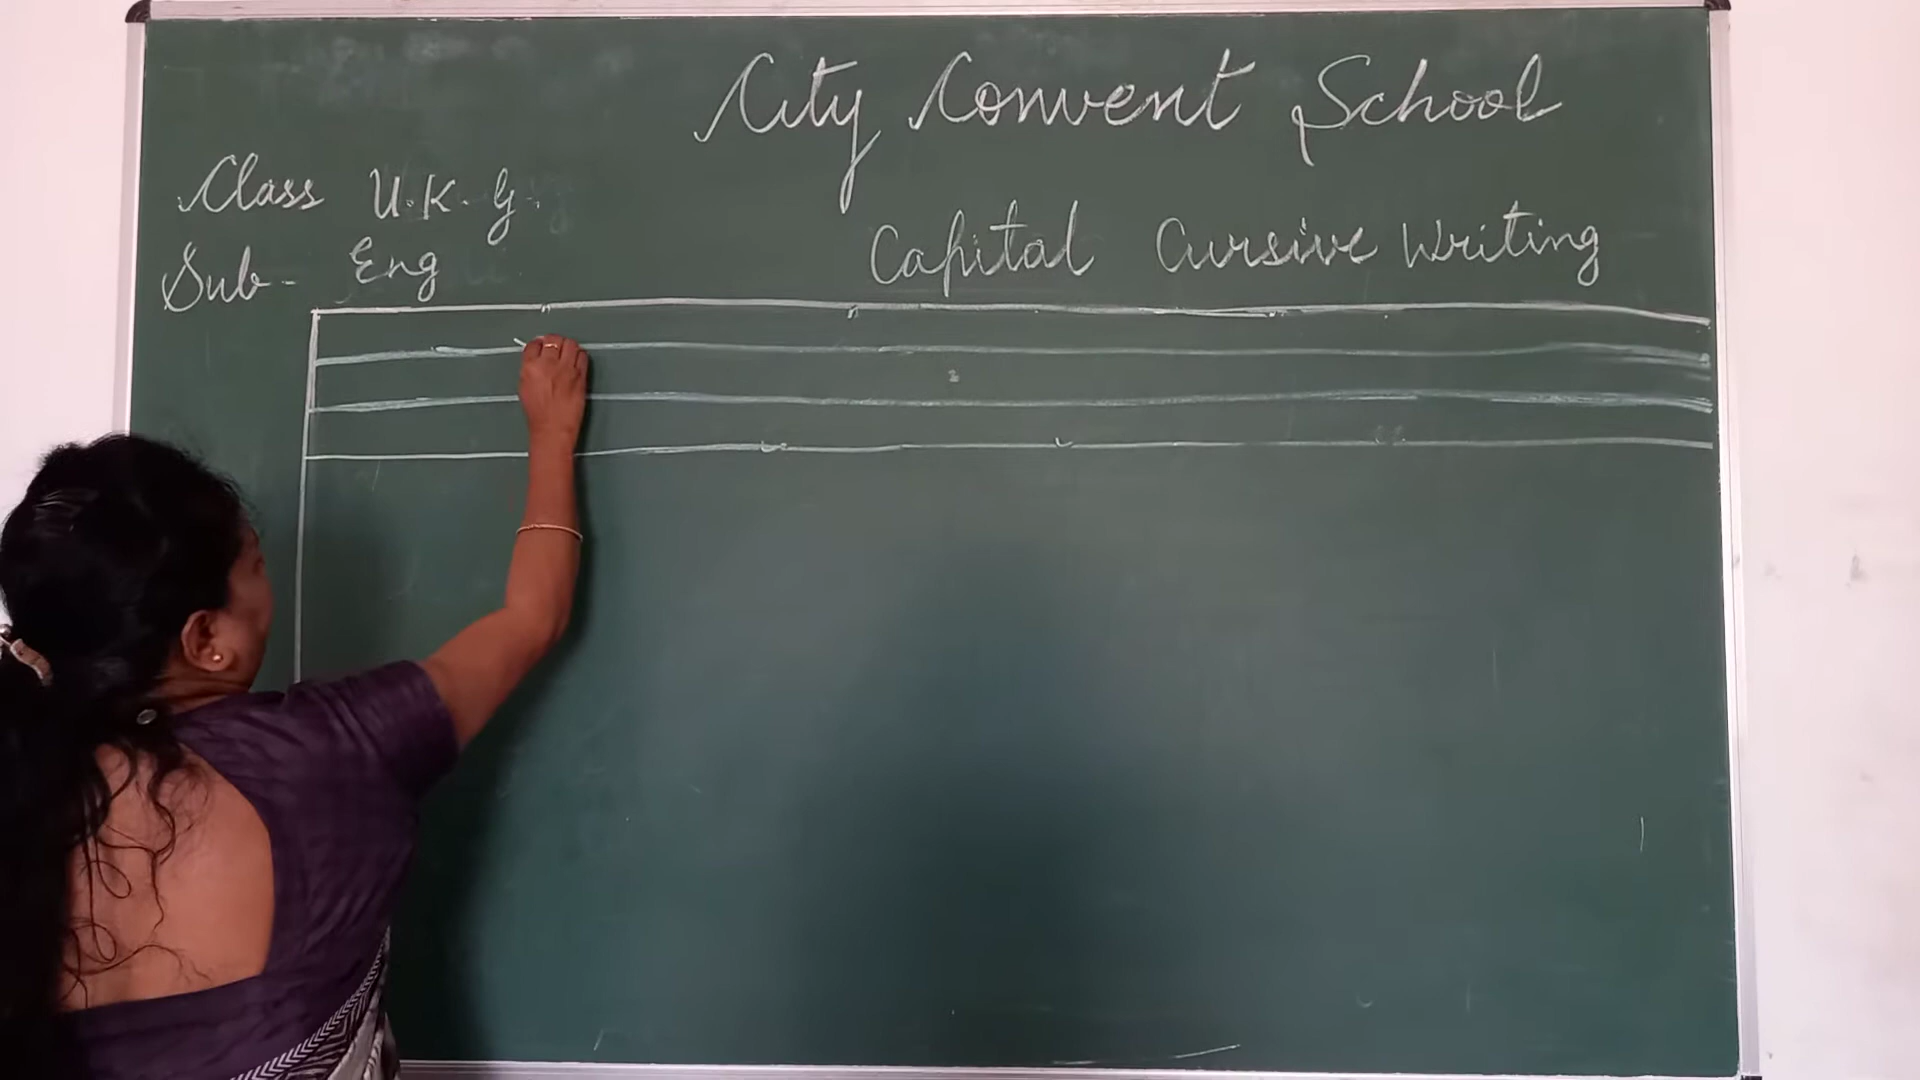 City Convent School
Class U.K.G.
Sub- Eng
Capital Cursive Writing